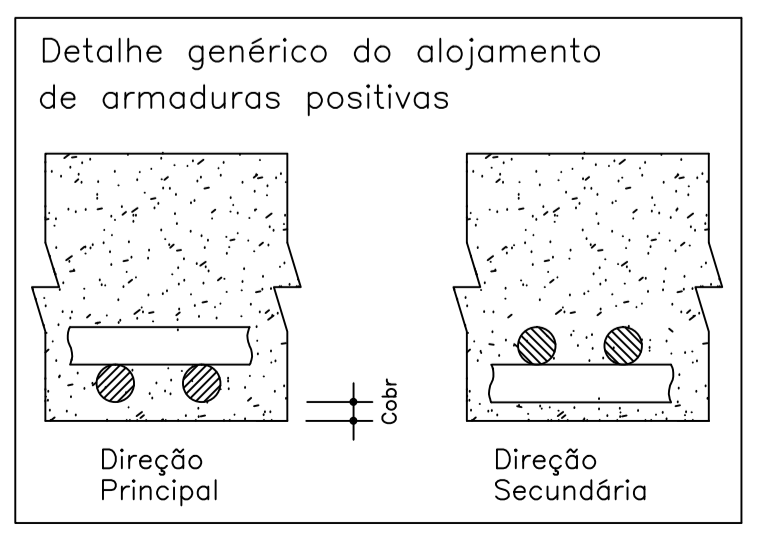 Detalhe genérico do alojamento
de armaduras positivas
Cobr
Direção
Principal
Direção
Secundária